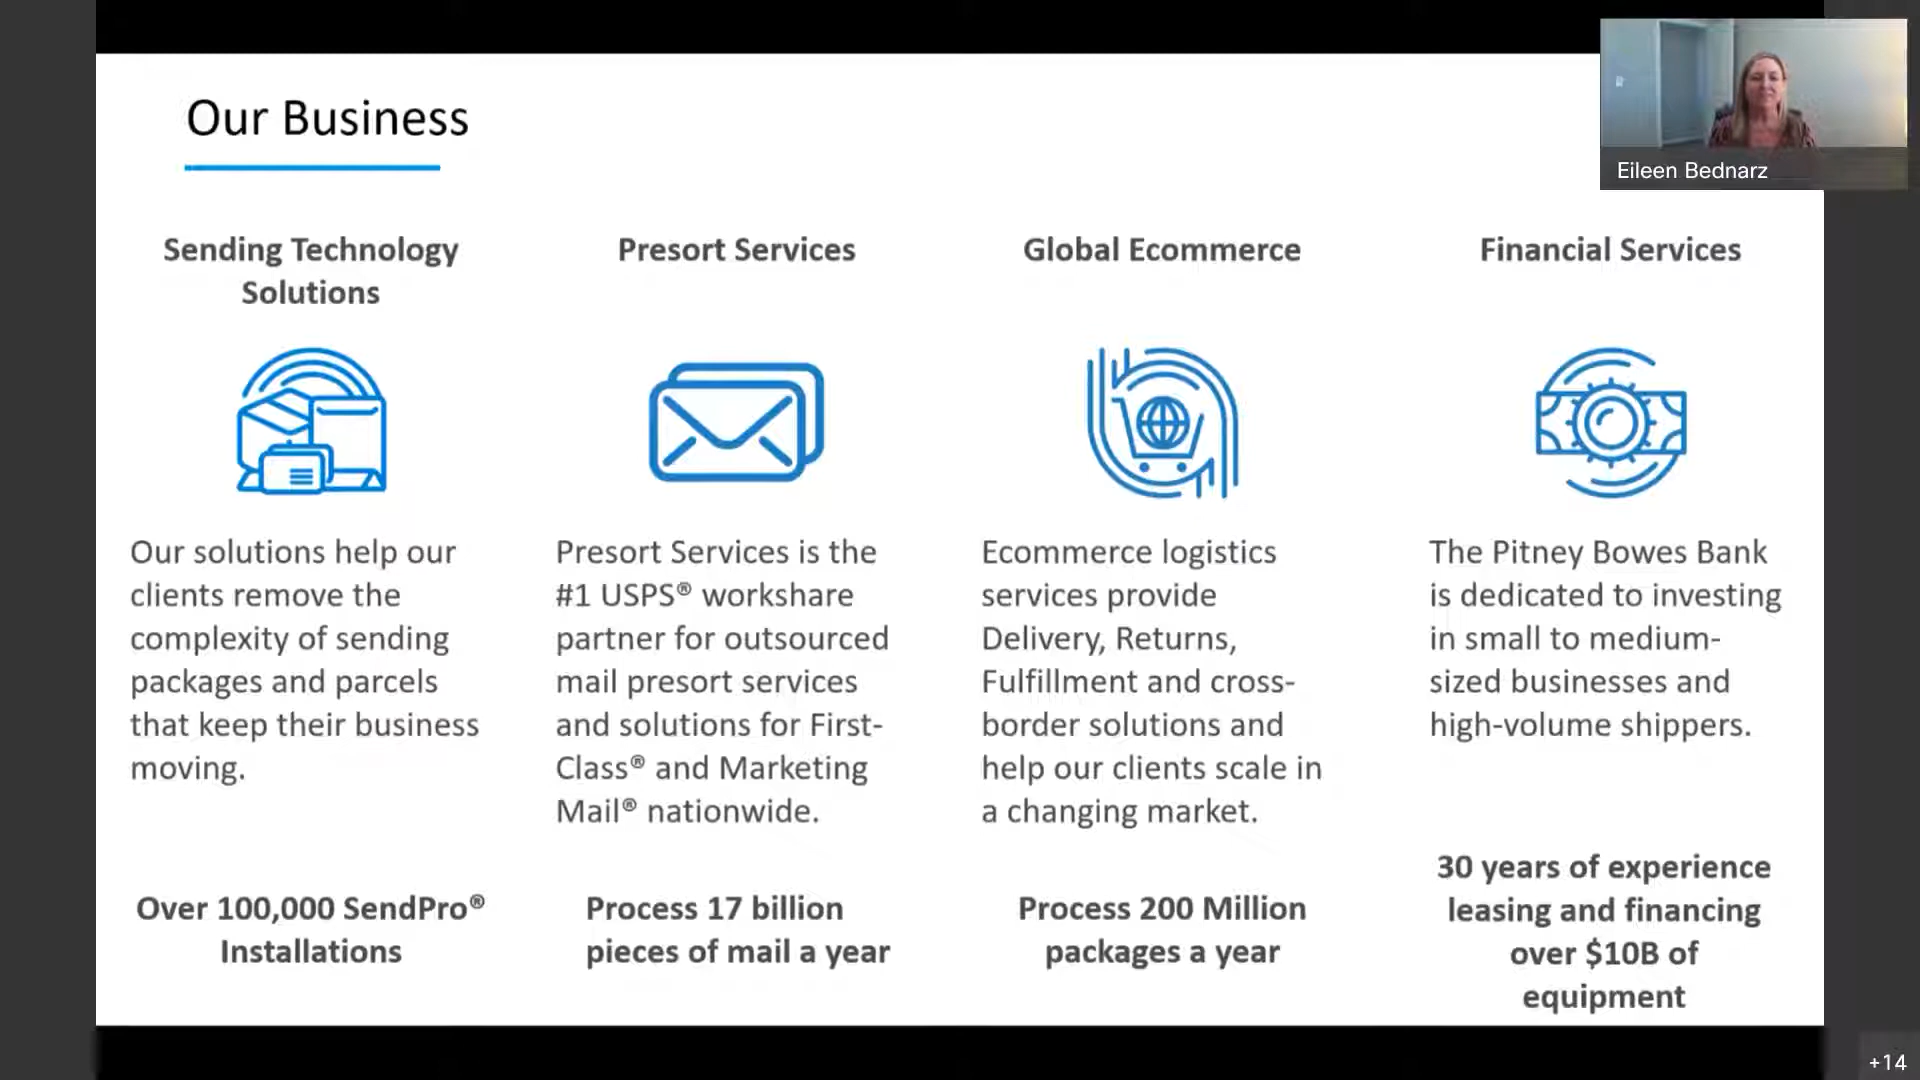 Our Business
Eileen Bednarz
Sending Technology
Solutions
Our solutions help our
clients remove the
complexity of sending
packages and parcels
that keep their business
moving.
Over 100,000 SendPro®
Installations
Presort Services
Presort Services is the
#1 USPS® workshare
partner for outsourced
mail presort services
and solutions for First-
Class® and Marketing
Mail® nationwide.
Process 17 billion
pieces of mail a year
Global Ecommerce
Ecommerce logistics
services provide
Delivery, Returns,
Fulfillment and cross-
border solutions and
help our clients scale in
a changing market.
Process 200 Million
packages a year
Financial Services
The Pitney Bowes Bank
is dedicated to investing
in small to medium-
sized businesses and
high-volume shippers.
30 years of experience
leasing and financing
over $10B of
equipment
+14